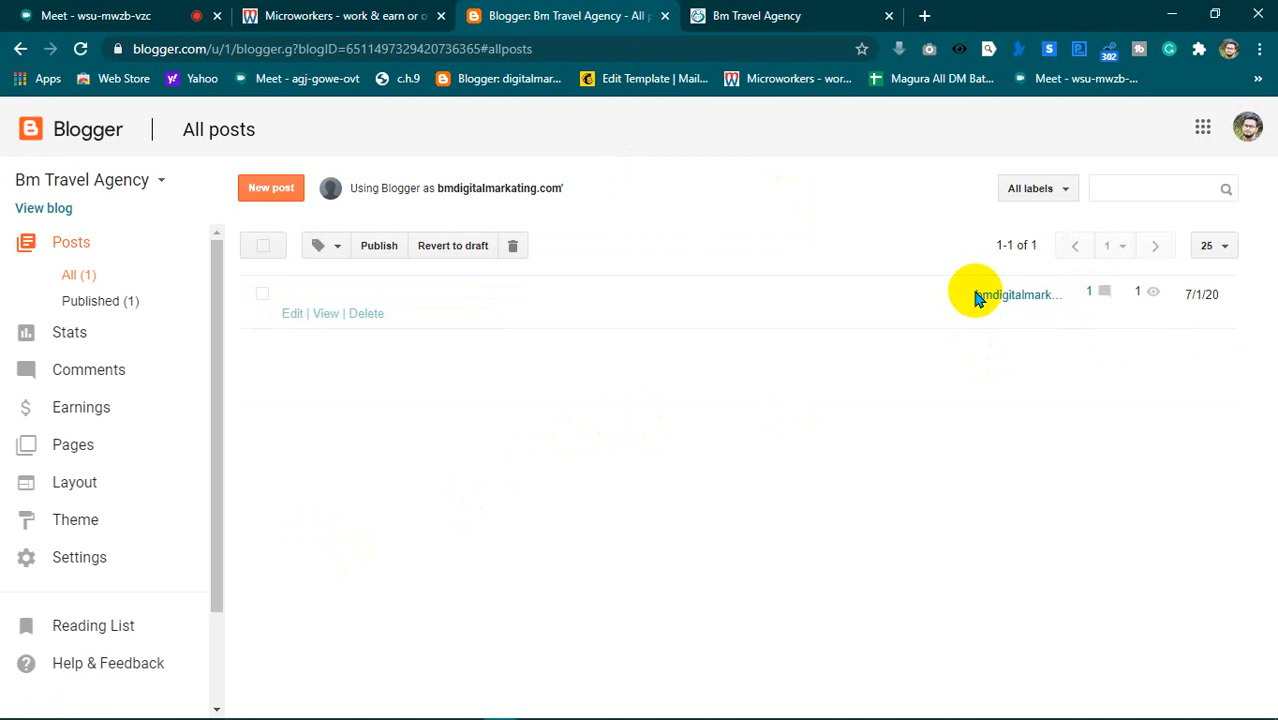 Meet - wsu-mwzb-vzc
Microworkers - work & earn or o
Blogger: Bm Travel Agency - All p
Bm Travel Agency
blogger.com/u/1/blogger.g?blogID=6511497329420736365#allposts
302
Apps
Web Store
Yahoo
Meet - agj-gowe-ovt
c.h.9
Blogger: digitalmar...
Edit Template | Mail...
Microworkers - wor...
Magura All DM Bat...
Meet - wsu-mwzb-...
»
Blogger
All posts
Bm Travel Agency
New post
Using Blogger as bmdigitalmarkating.com'
All labels
View blog
Posts
Publish
Revert to draft
1-1 of 1
1
25
All (1)
Published (1)
bmdigitalmark...
1
1
7/1/20
Edit | View | Delete
Stats
Comments
Earnings
Pages
Layout
Theme
Settings
Reading List
Help & Feedback